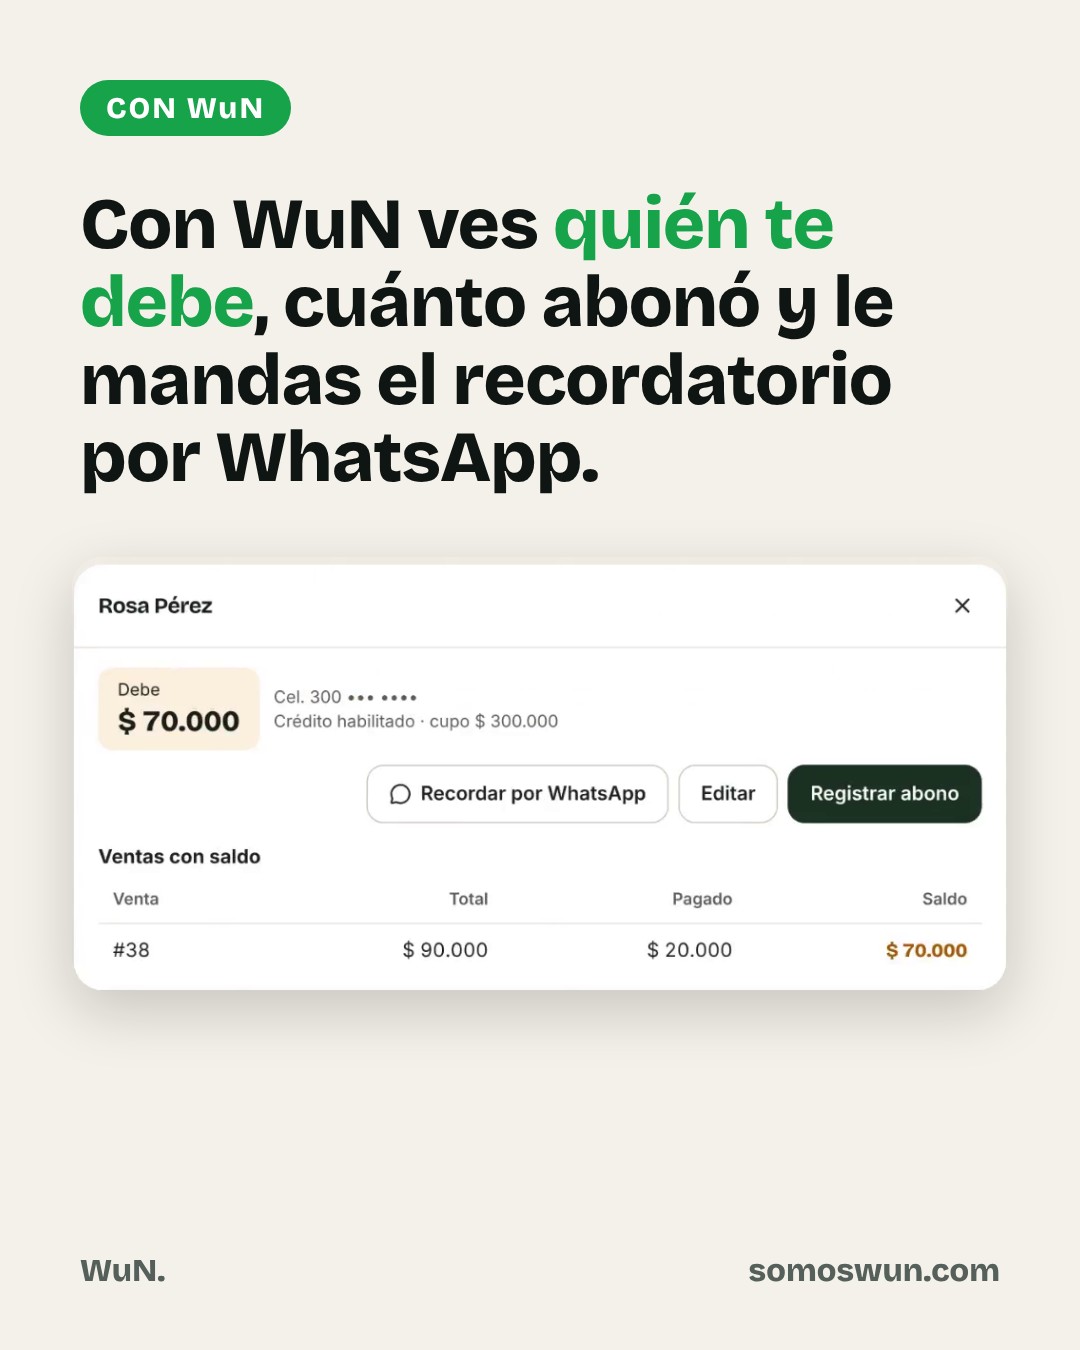 CON WuN
Con WuN ves quién te
debe, cuánto abonó y le
mandas el recordatorio
por WhatsApp.
Rosa Pérez
Debe
$ 70.000
Cel. 300 ••• ••••
Crédito habilitado · cupo $ 300.000
Recordar por WhatsApp
Editar
Registrar abono
Ventas con saldo
Venta Total Pagado Saldo
#38 $ 90.000 $ 20.000 $ 70.000
WuN.
somoswun.com